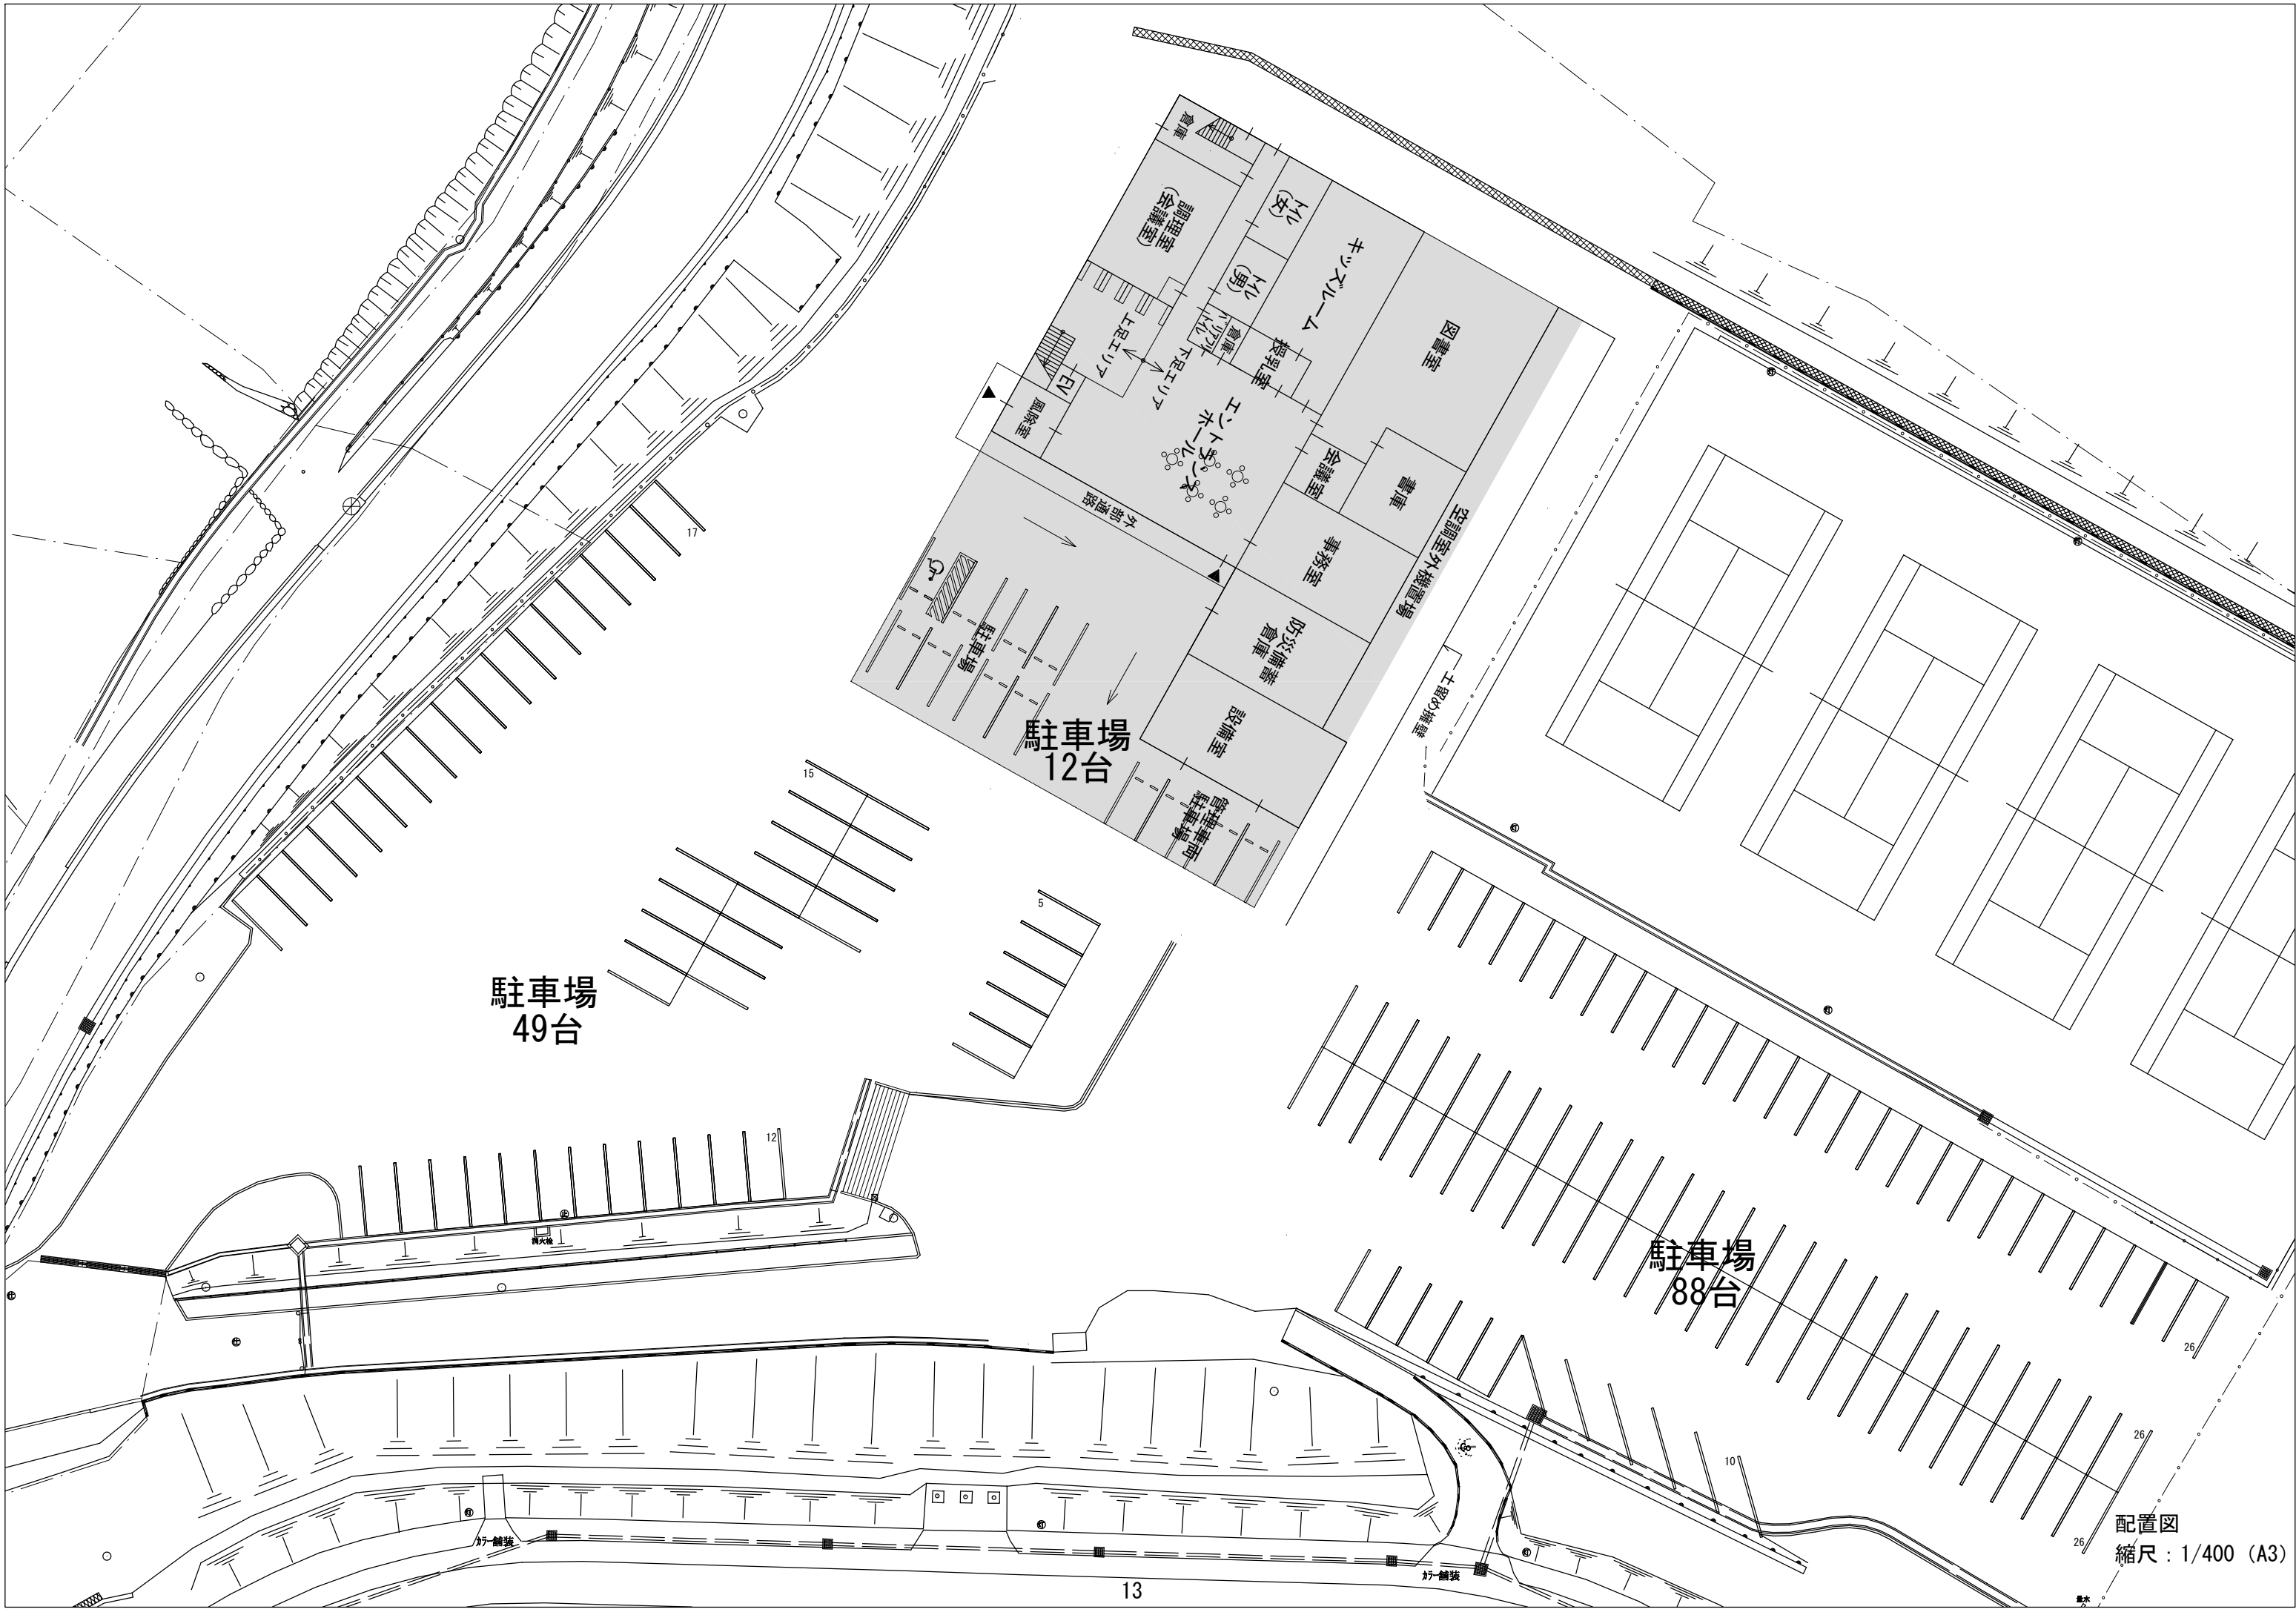 倉庫
調理室
(会議室)
トイレ
(女)
トイレ
(男)
キッズルーム
図書室
上足エリア
下足エリア
バリアフリー
トイレ
倉庫
授乳室
EV
風除室
エントランス
ホール
会議室
書庫
外部通路
事務室
空調室外機置場
防災備蓄
倉庫
駐車場
設備室
土留め擁壁
管理車両
駐車場
駐車場
12台
17
15
5
駐車場
49台
12
消火栓
駐車場
88台
26
26
26
10
カラー舗装
カラー舗装
量水
配置図
縮尺：1/400（A3）
13